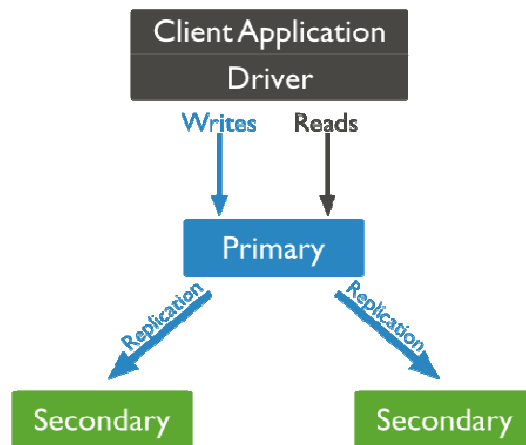 Client Application
Driver
Writes Reads
Primary
Replication Replication
Secondary Secondary